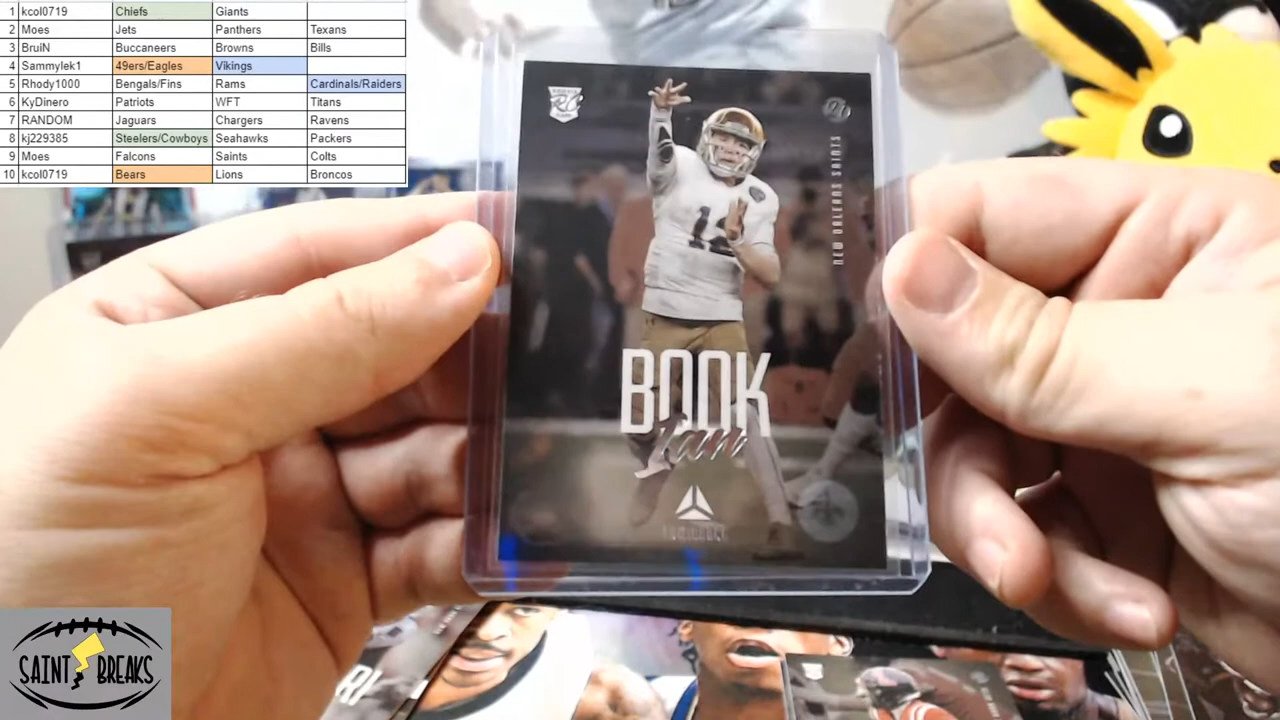 1 kcol0719 Chiefs Giants
2 Moes Jets Panthers Texans
3 BruiN Buccaneers Browns Bills
4 Sammylek1 49ers/Eagles Vikings
5 Rhody1000 Bengals/Fins Rams Cardinals/Raiders
6 KyDinero Patriots WFT Titans
7 RANDOM Jaguars Chargers Ravens
8 kj229385 Steelers/Cowboys Seahawks Packers
9 Moes Falcons Saints Colts
10 kcol0719 Bears Lions Broncos
RC
NEW ORLEANS SAINTS
12
BOOK
Ian
LUMINANCE
SAINT BREAKS